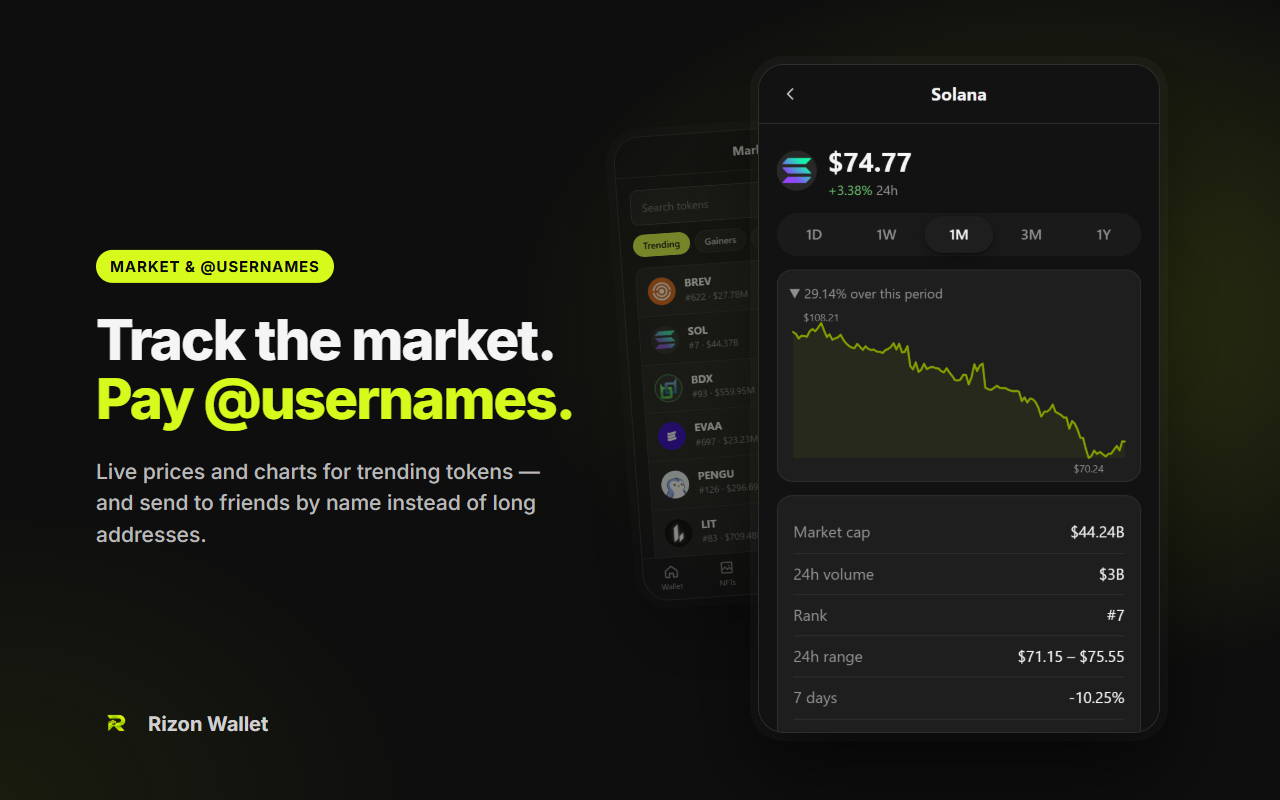 MARKET & @USERNAMES
Track the market.
Pay @usernames.
Live prices and charts for trending tokens —
and send to friends by name instead of long
addresses.
Rizon Wallet
Search tokens
Trending
Gainers
BREV
#622 · $27.78M
SOL
#7 · $44.37B
BDX
#93 · $559.95M
EVAA
#697 · $23.23M
PENGU
LIT
Wallet
NFTs
Solana
$74.77
+3.38% 24h
1D 1W 1M 3M 1Y
▼ 29.14% over this period
$108.21
$70.24
Market cap $44.24B
24h volume $3B
Rank #7
24h range $71.15 – $75.55
7 days -10.25%